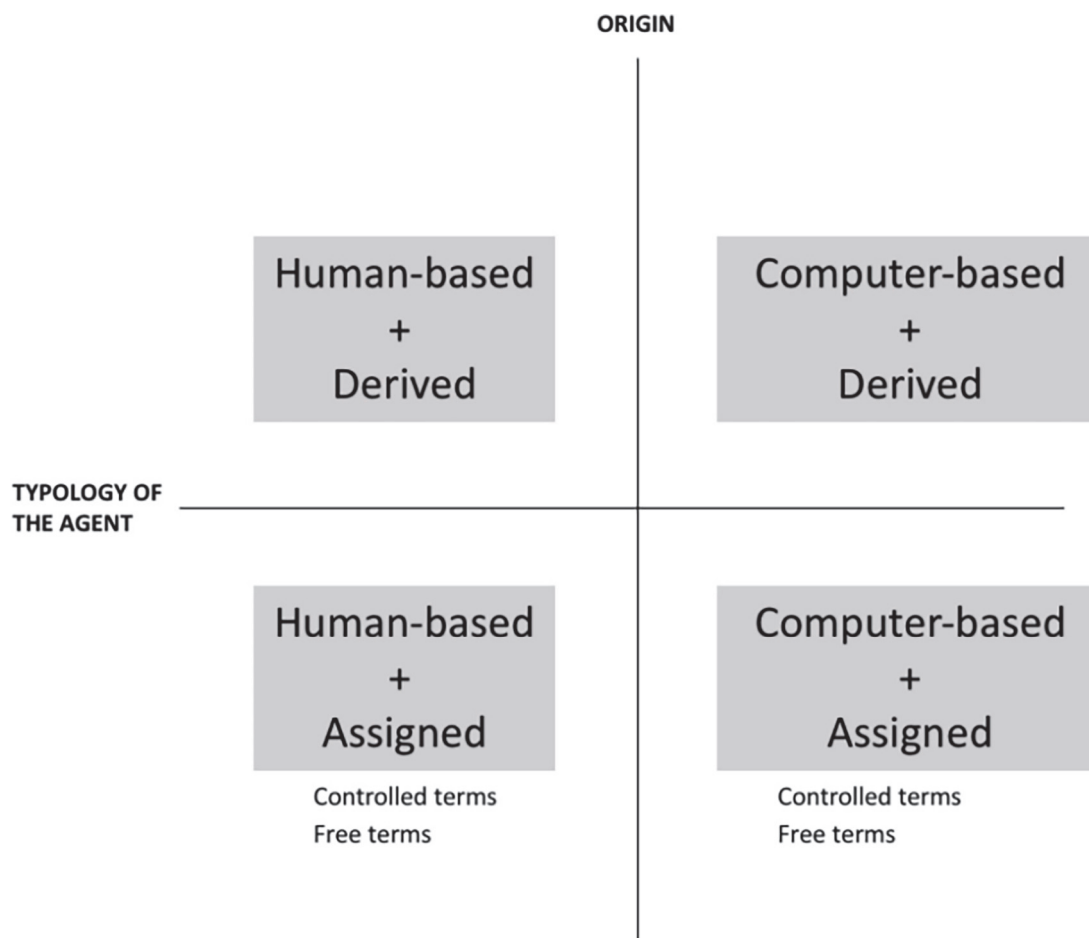 ORIGIN
Human-based
+
Derived
Computer-based
+
Derived
TYPOLOGY OF
THE AGENT
Human-based
+
Assigned
Controlled terms
Free terms
Computer-based
+
Assigned
Controlled terms
Free terms